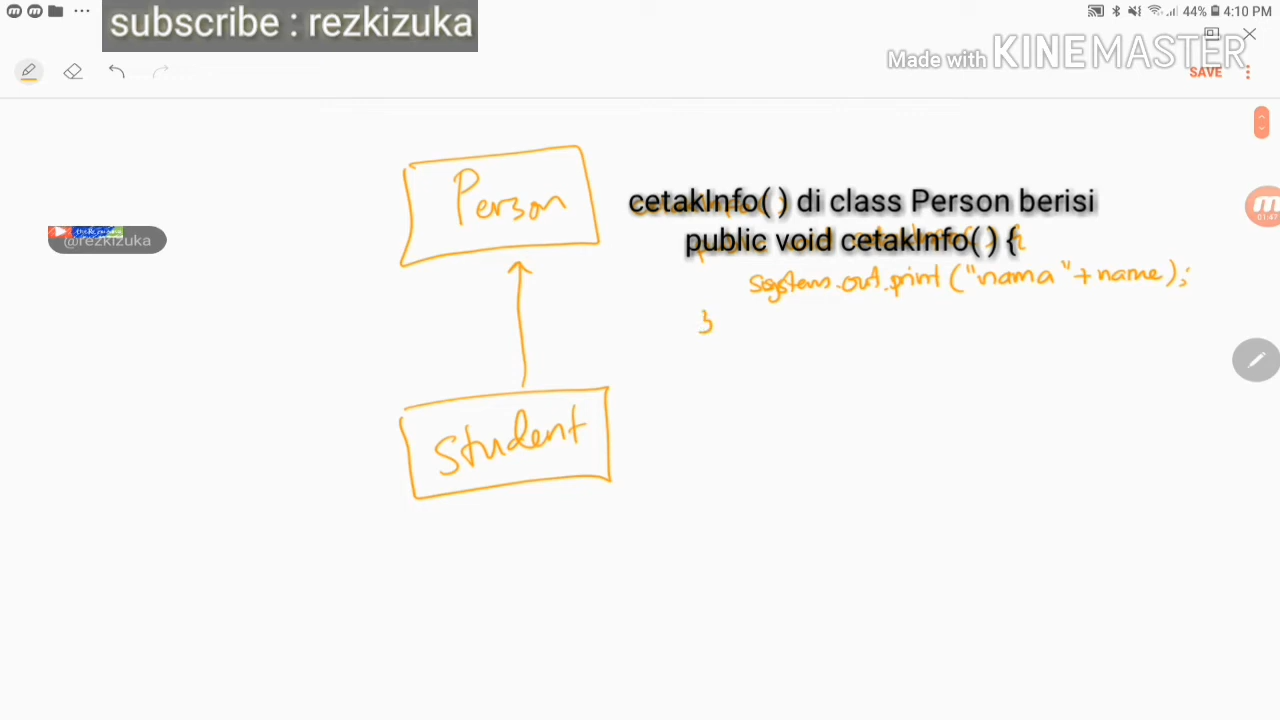 subscribe : rezkizuka
44% 4:10 PM
Made with KINEMASTER
SAVE
Person
cetakInfo( ) di class Person berisi
public void cetakInfo( ) {
@rezkizuka
system.out.print ("nama"+name);
}
Student